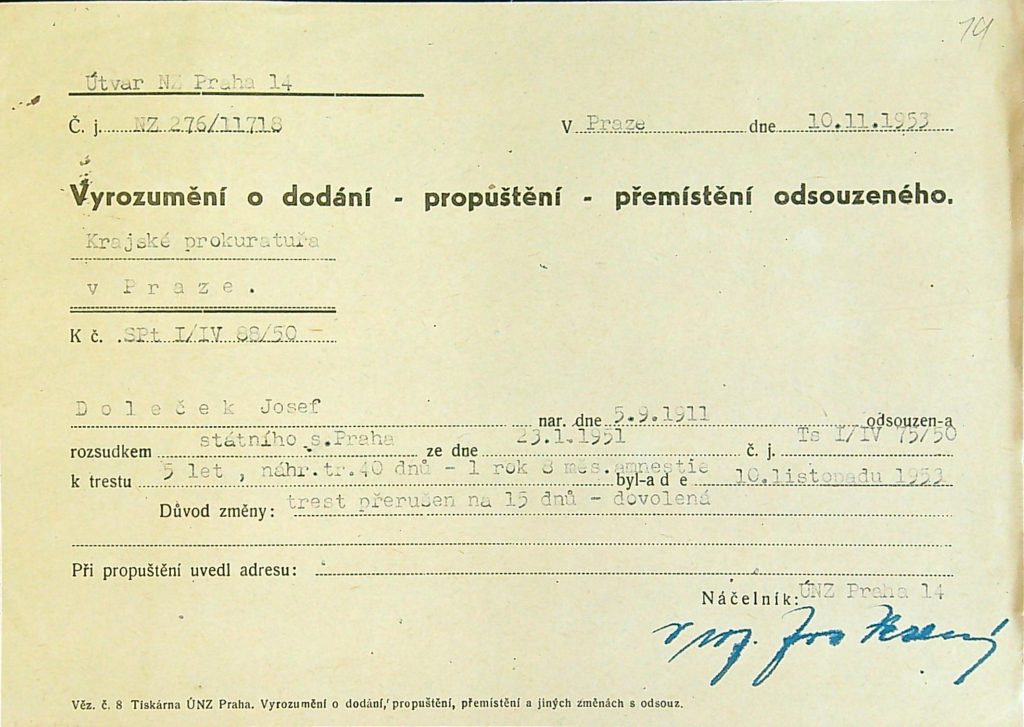 14
Útvar NZ Praha 14
Č. j. NZ 276/11718 V Praze dne 10.11.1953
Vyrozumění o dodání - propuštění - přemístění odsouzeného.
Krajské prokuratuřa
v Praze.
K č. SPt I/IV 88/50 -
Doleček Josef nar. dne 5.9.1911 odsouzen-a
rozsudkem státního s.Praha ze dne 23.1.1951 č. j. Ts I/IV 75/50
k trestu 5 let , náhr.tr.40 dnů - 1 rok 8 měs.amnestie byl-a d e 10.listopadu 1953
Důvod změny: trest přerušen na 15 dnů - dovolená
Při propuštění uvedl adresu:
Náčelník: ÚNZ Praha 14
Věz. č. 8 Tiskárna ÚNZ Praha. Vyrozumění o dodání, propuštění, přemístění a jiných změnách s odsouz.